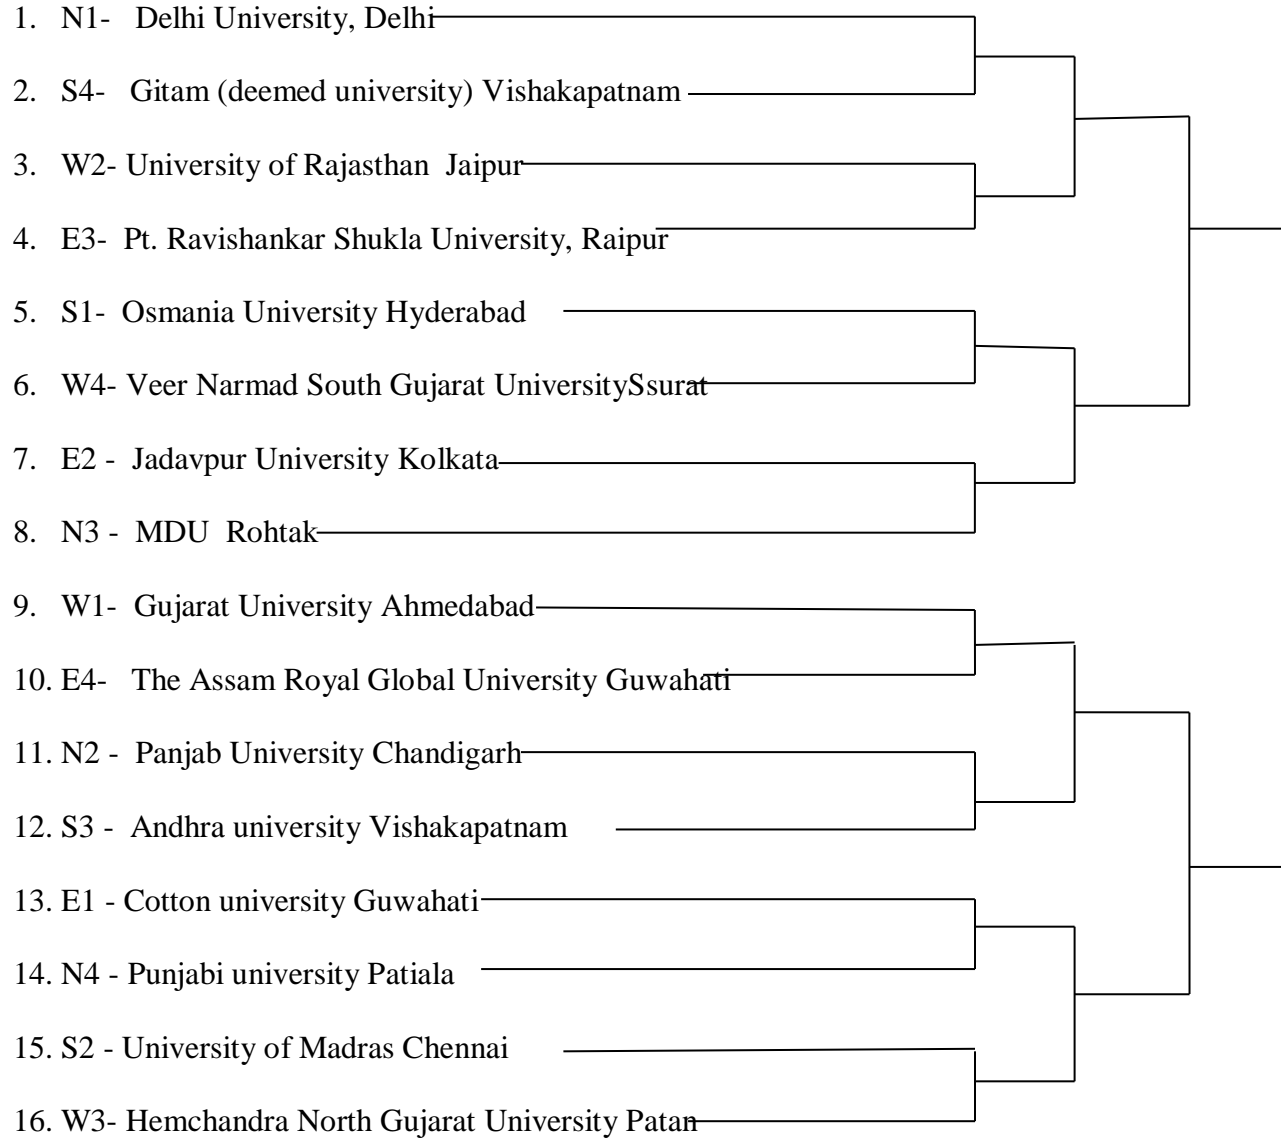 1. N1- Delhi University, Delhi
2. S4- Gitam (deemed university) Vishakapatnam
3. W2- University of Rajasthan Jaipur
4. E3- Pt. Ravishankar Shukla University, Raipur
5. S1- Osmania University Hyderabad
6. W4- Veer Narmad South Gujarat UniversitySsurat
7. E2 - Jadavpur University Kolkata
8. N3 - MDU Rohtak
9. W1- Gujarat University Ahmedabad
10. E4- The Assam Royal Global University Guwahati
11. N2 - Panjab University Chandigarh
12. S3 - Andhra university Vishakapatnam
13. E1 - Cotton university Guwahati
14. N4 - Punjabi university Patiala
15. S2 - University of Madras Chennai
16. W3- Hemchandra North Gujarat University Patan